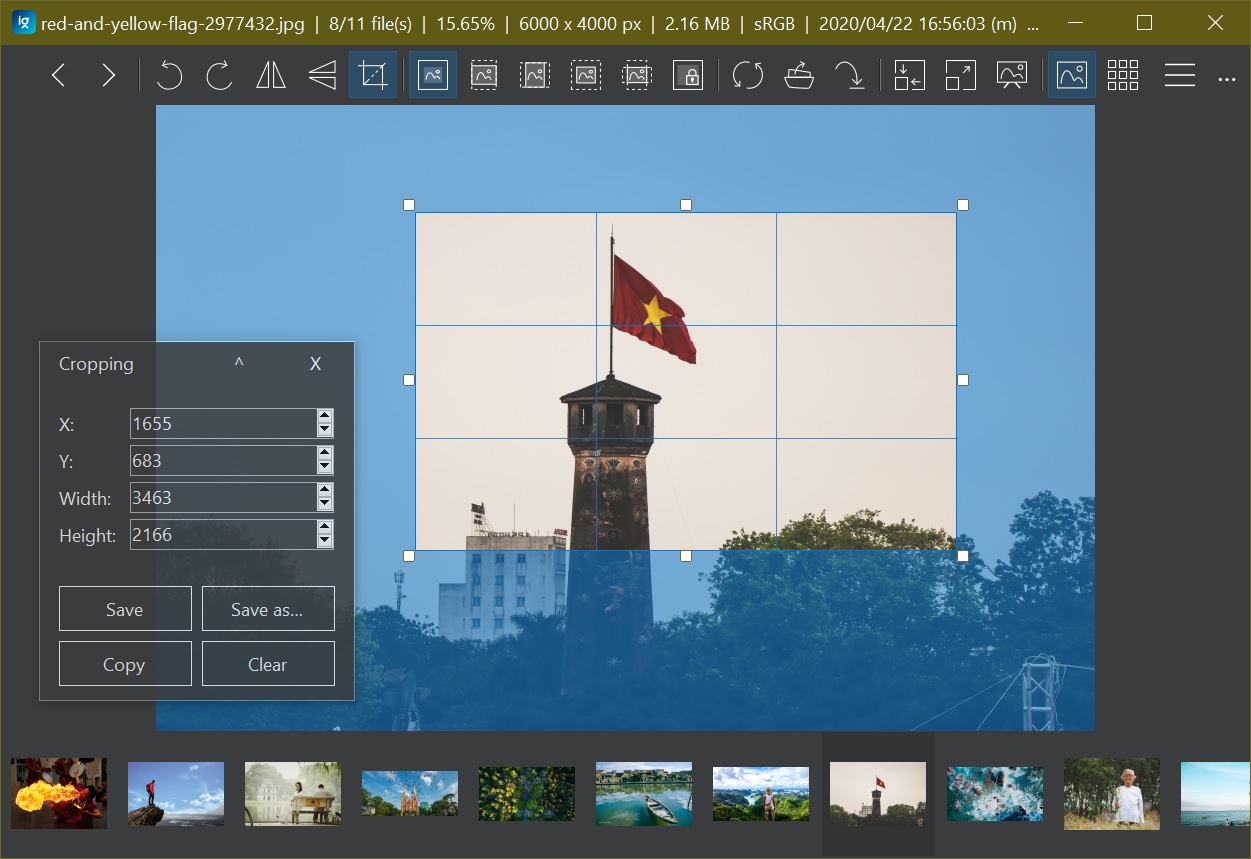 ig red-and-yellow-flag-2977432.jpg | 8/11 file(s) | 15.65% | 6000 x 4000 px | 2.16 MB | sRGB | 2020/04/22 16:56:03 (m) ...
Cropping ^ X
X: 1655
Y: 683
Width: 3463
Height: 2166
Save Save as...
Copy Clear